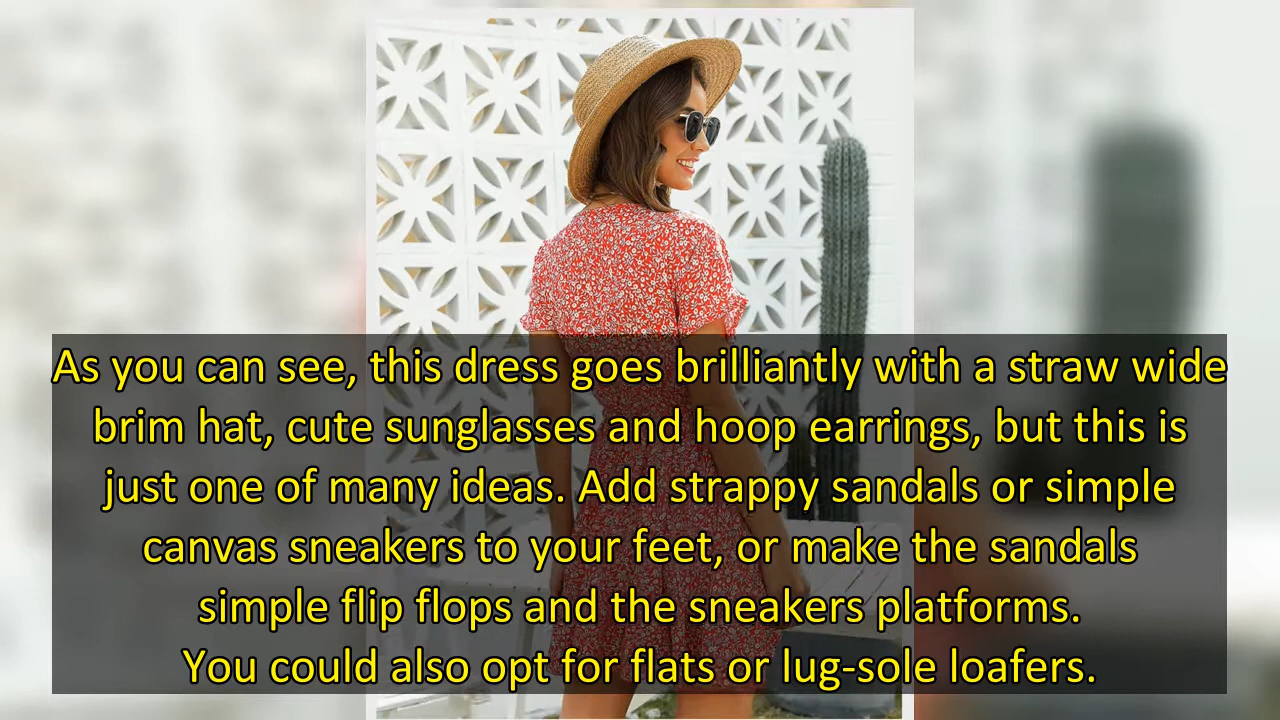 As you can see, this dress goes brilliantly with a straw wide
brim hat, cute sunglasses and hoop earrings, but this is
just one of many ideas. Add strappy sandals or simple
canvas sneakers to your feet, or make the sandals
simple flip flops and the sneakers platforms.
You could also opt for flats or lug-sole loafers.